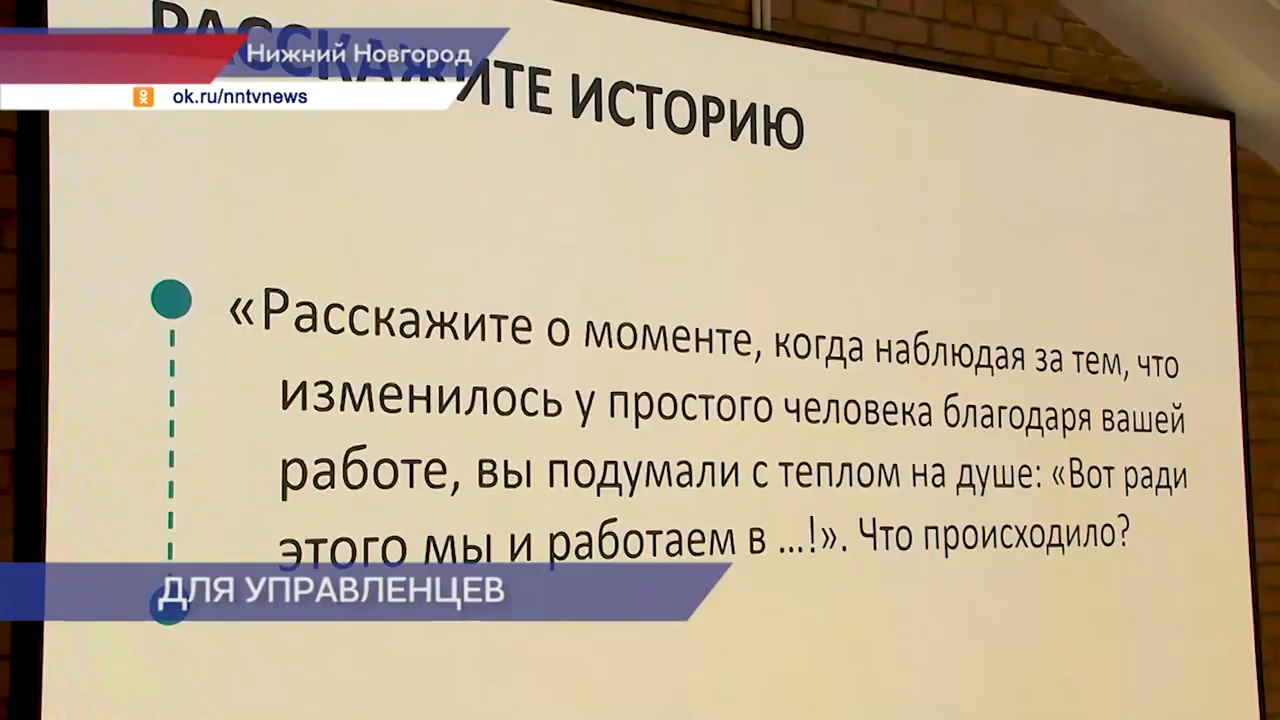 РАССКАЖИТЕ ИСТОРИЮ
Нижний Новгород
ok.ru/nntvnews
«Расскажите о моменте, когда наблюдая за тем, что
изменилось у простого человека благодаря вашей
работе, вы подумали с теплом на душе: «Вот ради
этого мы и работаем в ...!». Что происходило?
ДЛЯ УПРАВЛЕНЦЕВ